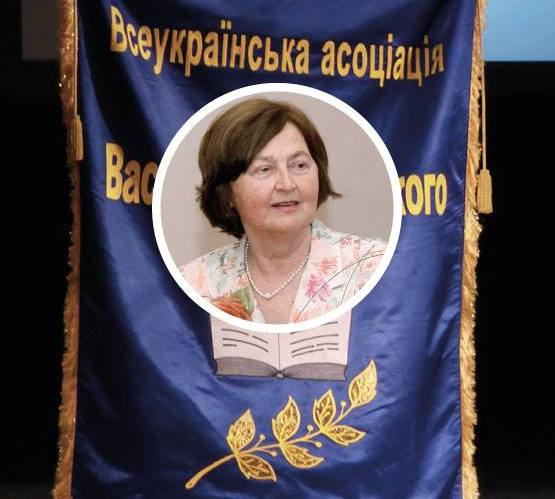 Всеукраїнська асоціація
Вас кого